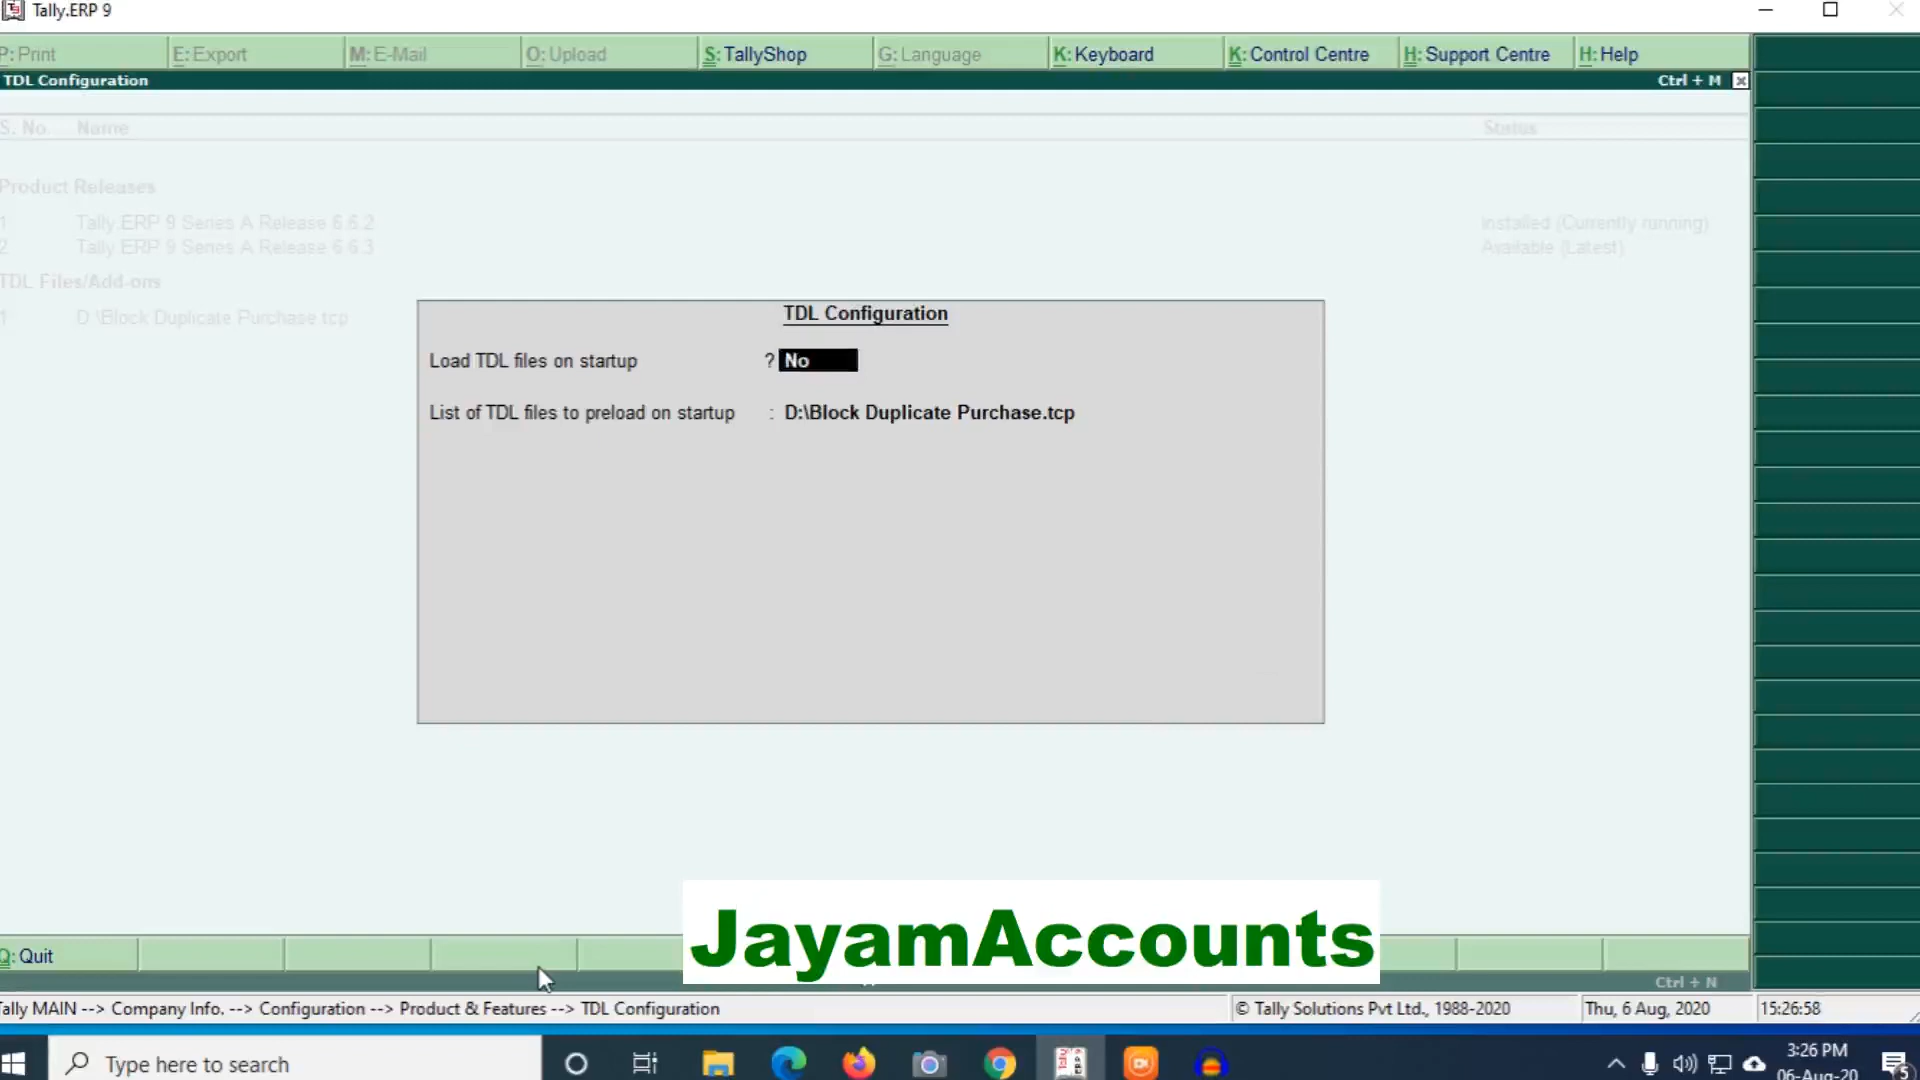 Tally.ERP 9
P: Print
E: Export
M: E-Mail
O: Upload
S: TallyShop
G: Language
K: Keyboard
K: Control Centre
H: Support Centre
H: Help
TDL Configuration
Ctrl + M
S. No.
Name
Status
Product Releases
1 Tally.ERP 9 Series A Release 6.6.2 Installed (Currently running)
2 Tally.ERP 9 Series A Release 6.6.3 Available (Latest)
TDL Files/Add-ons
1 D:\Block Duplicate Purchase.tcp
TDL Configuration
Load TDL files on startup ? No
List of TDL files to preload on startup : D:\Block Duplicate Purchase.tcp
JayamAccounts
Q: Quit
Ctrl + N
Tally MAIN --> Company Info. --> Configuration --> Product & Features --> TDL Configuration
© Tally Solutions Pvt Ltd., 1988-2020
Thu, 6 Aug, 2020
15:26:58
Type here to search
3:26 PM
06-Aug-20
5